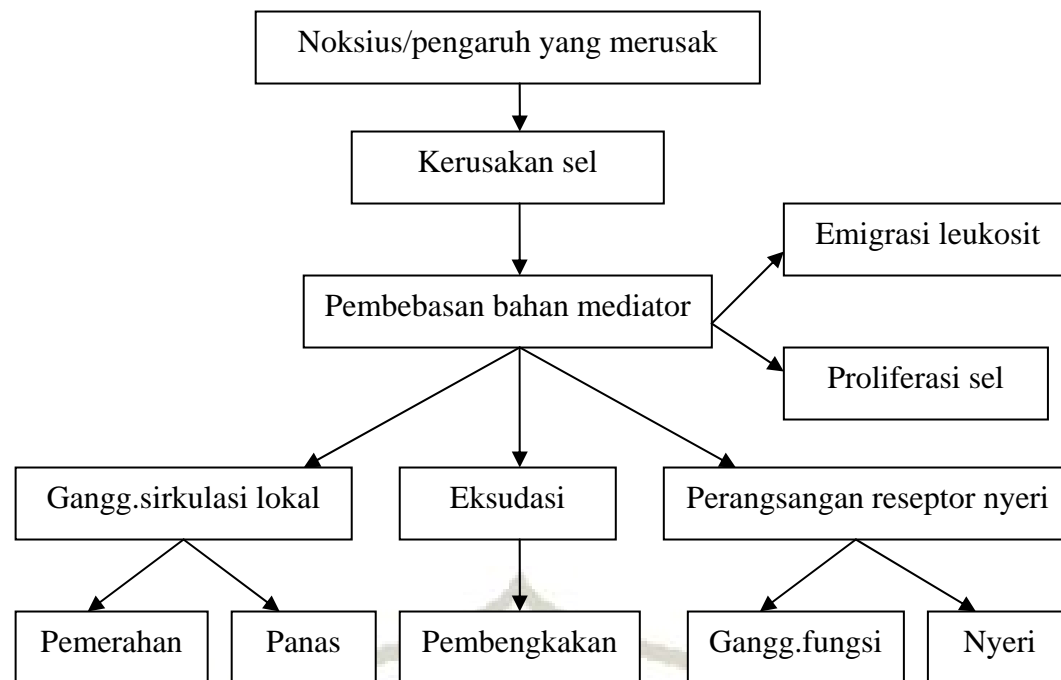 Noksius/pengaruh yang merusak
Kerusakan sel
Emigrasi leukosit
Pembebasan bahan mediator
Proliferasi sel
Gangg.sirkulasi lokal
Eksudasi
Perangsangan reseptor nyeri
Pemerahan
Panas
Pembengkakan
Gangg.fungsi
Nyeri